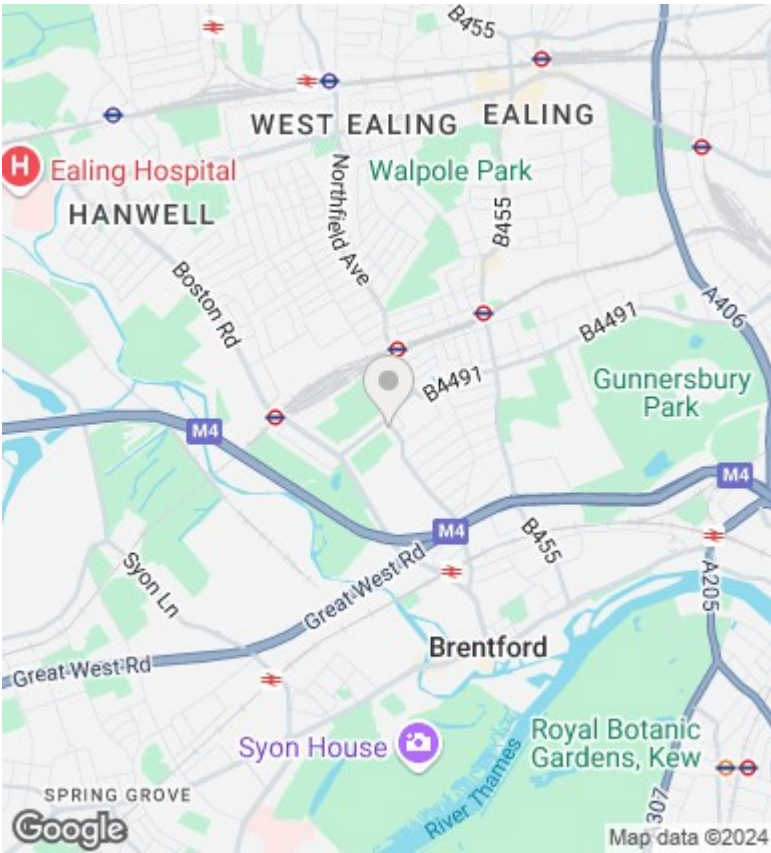 B455
WEST EALING
EALING
H
Ealing Hospital
Walpole Park
HANWELL
Northfield Ave
B455
Boston Rd
A406
B4491
B4491
Gunnersbury
Park
M4
M4
M4
B455
Syon Ln
Great West Rd
A205
Brentford
Great West Rd
Syon House
Royal Botanic
Gardens, Kew
River Thames
SPRING GROVE
A307
Google
Map data ©2024